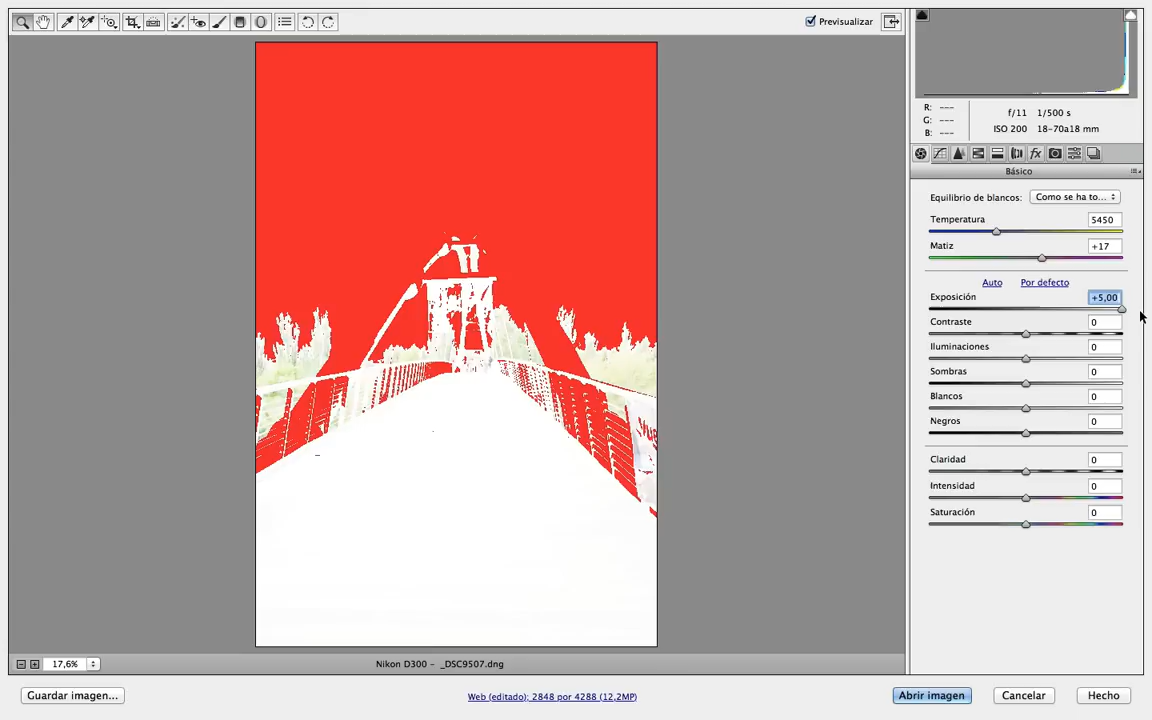 Previsualizar
R: ---
G: ---
B: ---
f/11 1/500 s
ISO 200 18-70a18 mm
fx
Básico
Equilibrio de blancos: Como se ha to...
Temperatura 5450
Matiz +17
Auto Por defecto
Exposición +5,00
Contraste 0
Iluminaciones 0
Sombras 0
Blancos 0
Negros 0
Claridad 0
Intensidad 0
Saturación 0
17,6%
Nikon D300 - _DSC9507.dng
Guardar imagen...
Web (editado); 2848 por 4288 (12,2MP)
Abrir imagen
Cancelar
Hecho